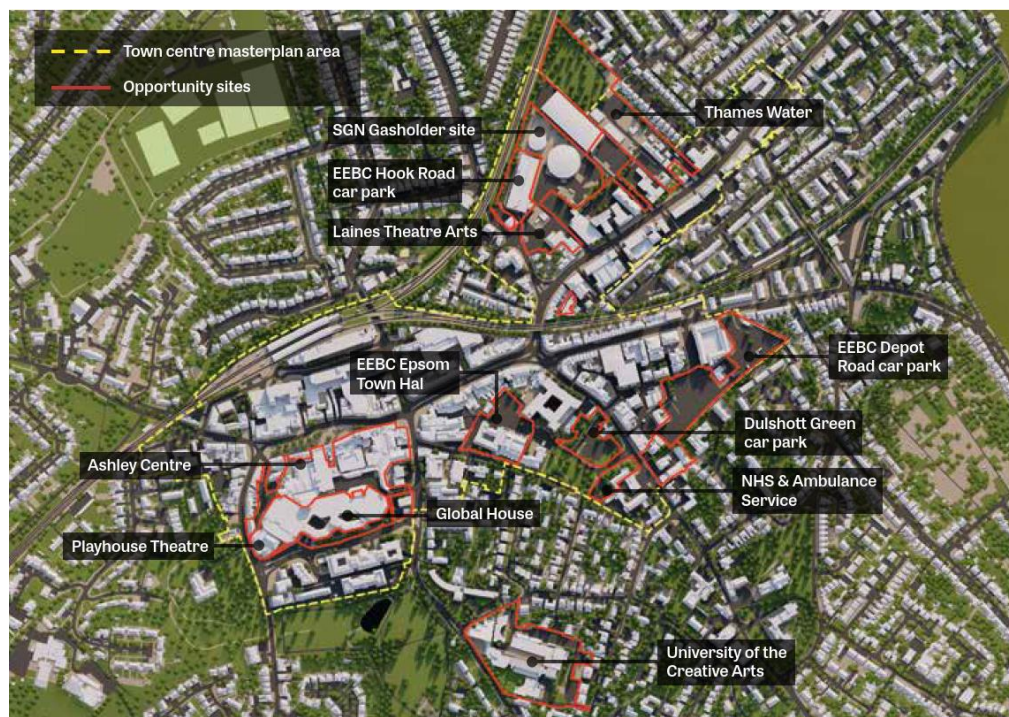 Town centre masterplan area
Opportunity sites
Thames Water
SGN Gasholder site
EEBC Hook Road
car park
Laines Theatre Arts
EEBC Depot
Road car park
EEBC Epsom
Town Hal
Dulshott Green
car park
Ashley Centre
NHS & Ambulance
Service
Global House
Playhouse Theatre
University of the
Creative Arts